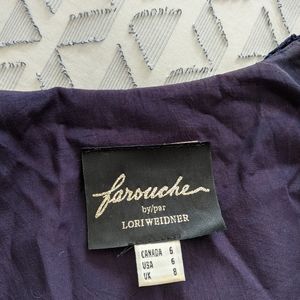 farouche
by/par
LORI WEIDNER
CANADA 6
USA 6
UK 8